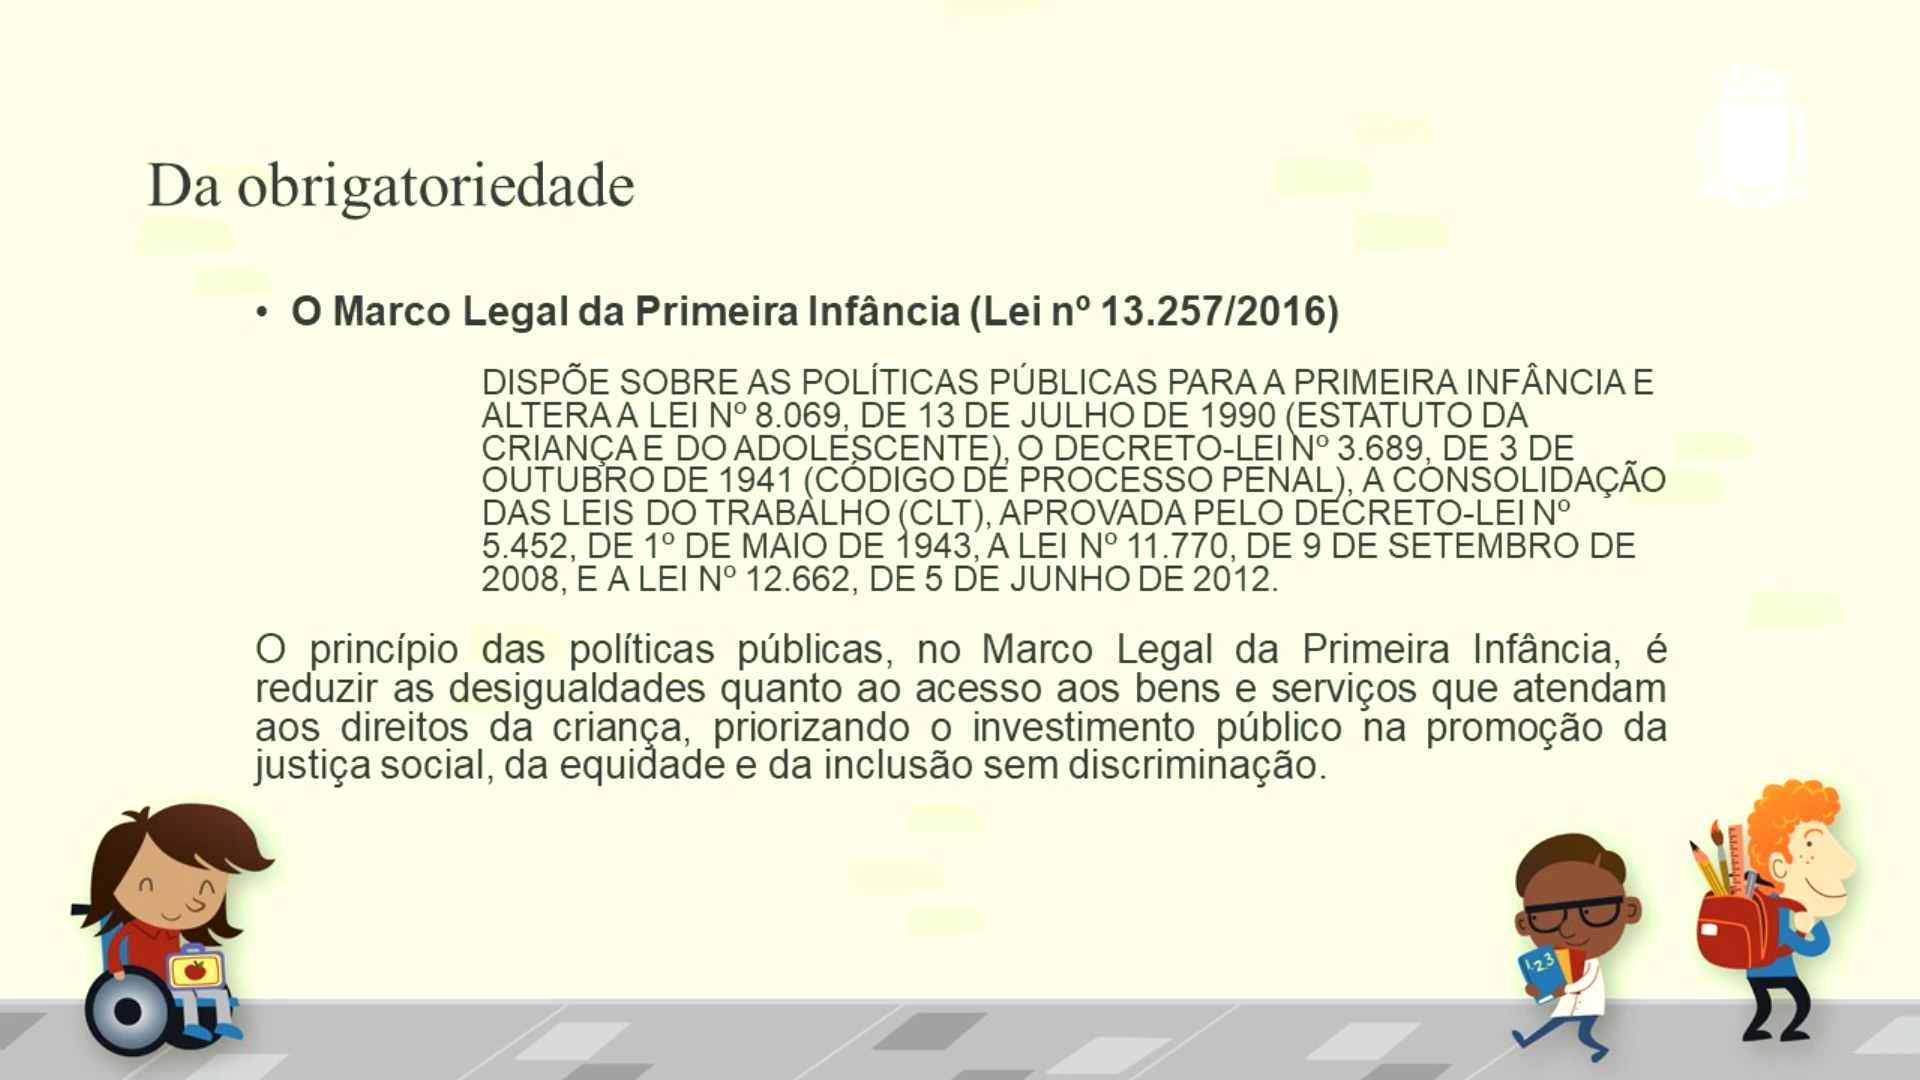 Da obrigatoriedade
• O Marco Legal da Primeira Infância (Lei nº 13.257/2016)
DISPÕE SOBRE AS POLÍTICAS PÚBLICAS PARA A PRIMEIRA INFÂNCIA E
ALTERA A LEI Nº 8.069, DE 13 DE JULHO DE 1990 (ESTATUTO DA
CRIANÇA E DO ADOLESCENTE), O DECRETO-LEI Nº 3.689, DE 3 DE
OUTUBRO DE 1941 (CÓDIGO DE PROCESSO PENAL), A CONSOLIDAÇÃO
DAS LEIS DO TRABALHO (CLT), APROVADA PELO DECRETO-LEI Nº
5.452, DE 1º DE MAIO DE 1943, A LEI Nº 11.770, DE 9 DE SETEMBRO DE
2008, E A LEI Nº 12.662, DE 5 DE JUNHO DE 2012.
O princípio das políticas públicas, no Marco Legal da Primeira Infância, é
reduzir as desigualdades quanto ao acesso aos bens e serviços que atendam
aos direitos da criança, priorizando o investimento público na promoção da
justiça social, da equidade e da inclusão sem discriminação.
1,2,3